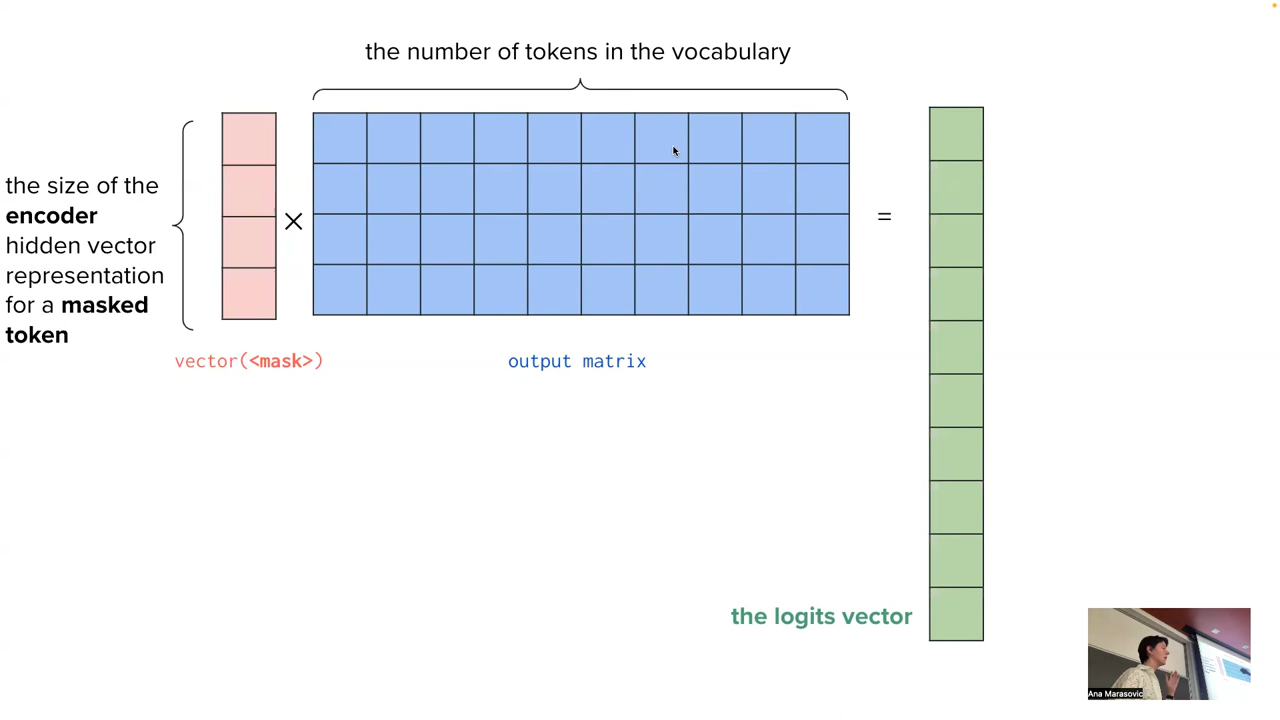 the number of tokens in the vocabulary
the size of the
encoder
hidden vector
representation
for a masked
token
×
=
vector(<mask>)
output matrix
the logits vector
Ana Marasovic